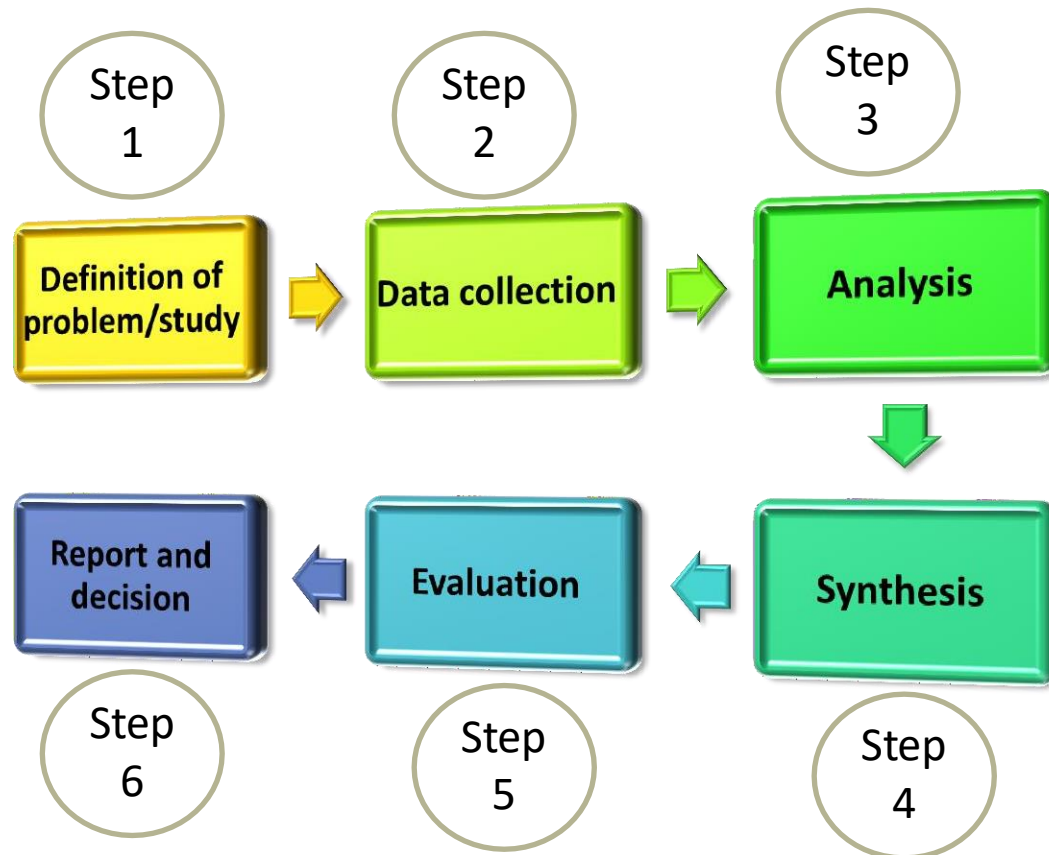 Step
1
Step
2
Step
3
Definition of
problem/study
Data collection
Analysis
Report and
decision
Evaluation
Synthesis
Step
6
Step
5
Step
4